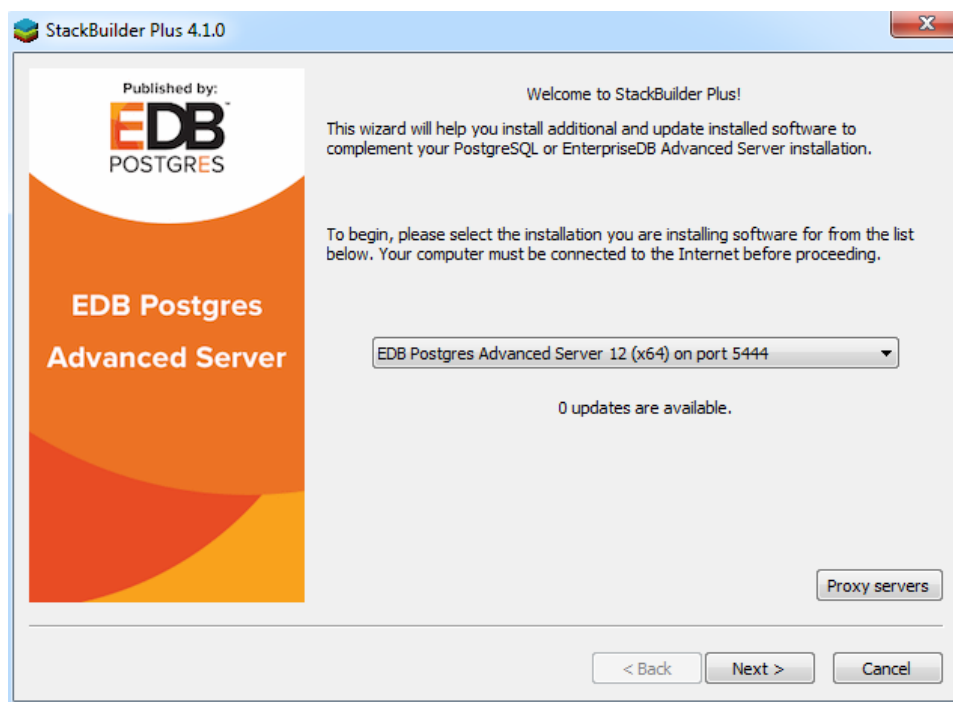 StackBuilder Plus 4.1.0
Published by:
EDB™
POSTGRES
EDB Postgres
Advanced Server
Welcome to StackBuilder Plus!
This wizard will help you install additional and update installed software to
complement your PostgreSQL or EnterpriseDB Advanced Server installation.
To begin, please select the installation you are installing software for from the list
below. Your computer must be connected to the Internet before proceeding.
EDB Postgres Advanced Server 12 (x64) on port 5444
0 updates are available.
Proxy servers
< Back
Next >
Cancel